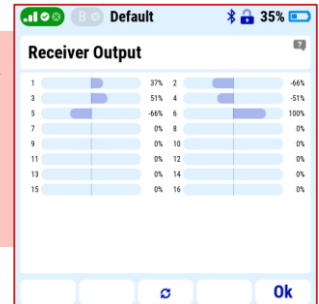 B Default 35%
Receiver Output ?
1 37% 2 -66%
3 51% 4 -51%
5 -66% 6 100%
7 0% 8 0%
9 0% 10 0%
11 0% 12 0%
13 0% 14 0%
15 0% 16 0%
Ok